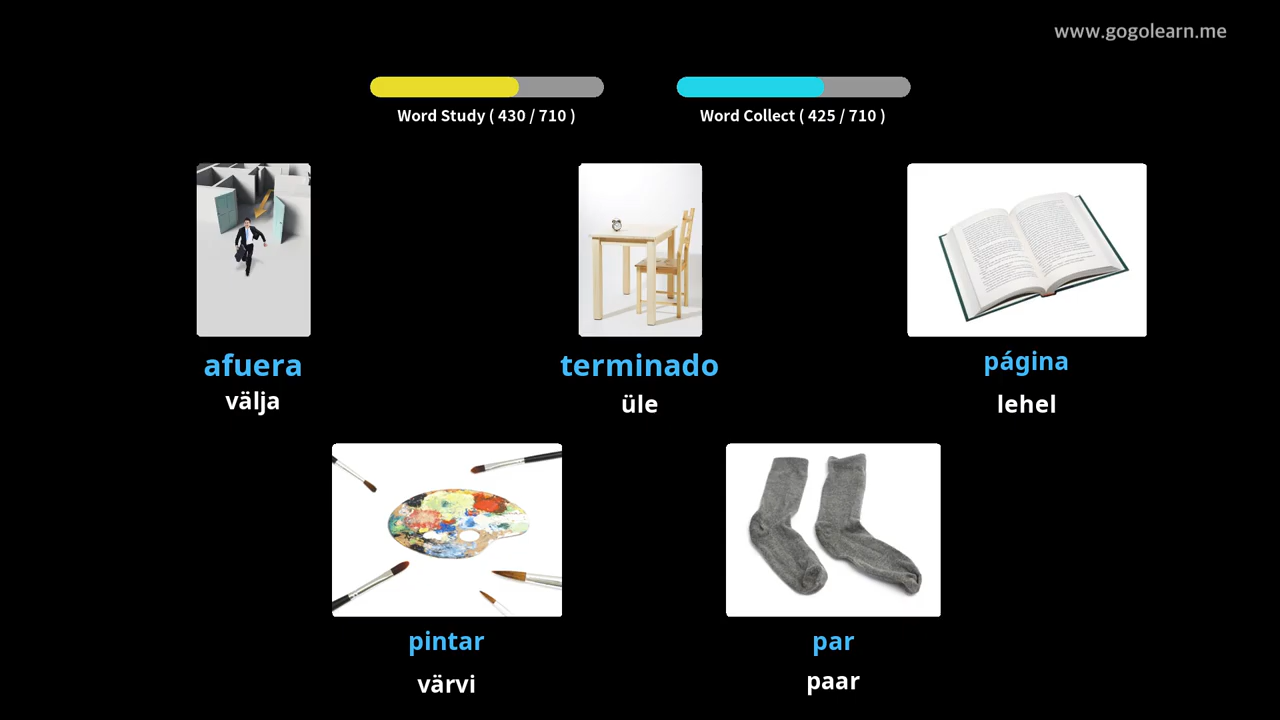 www.gogolearn.me
Word Study ( 430 / 710 )
Word Collect ( 425 / 710 )
afuera
välja
terminado
üle
página
lehel
pintar
värvi
par
paar